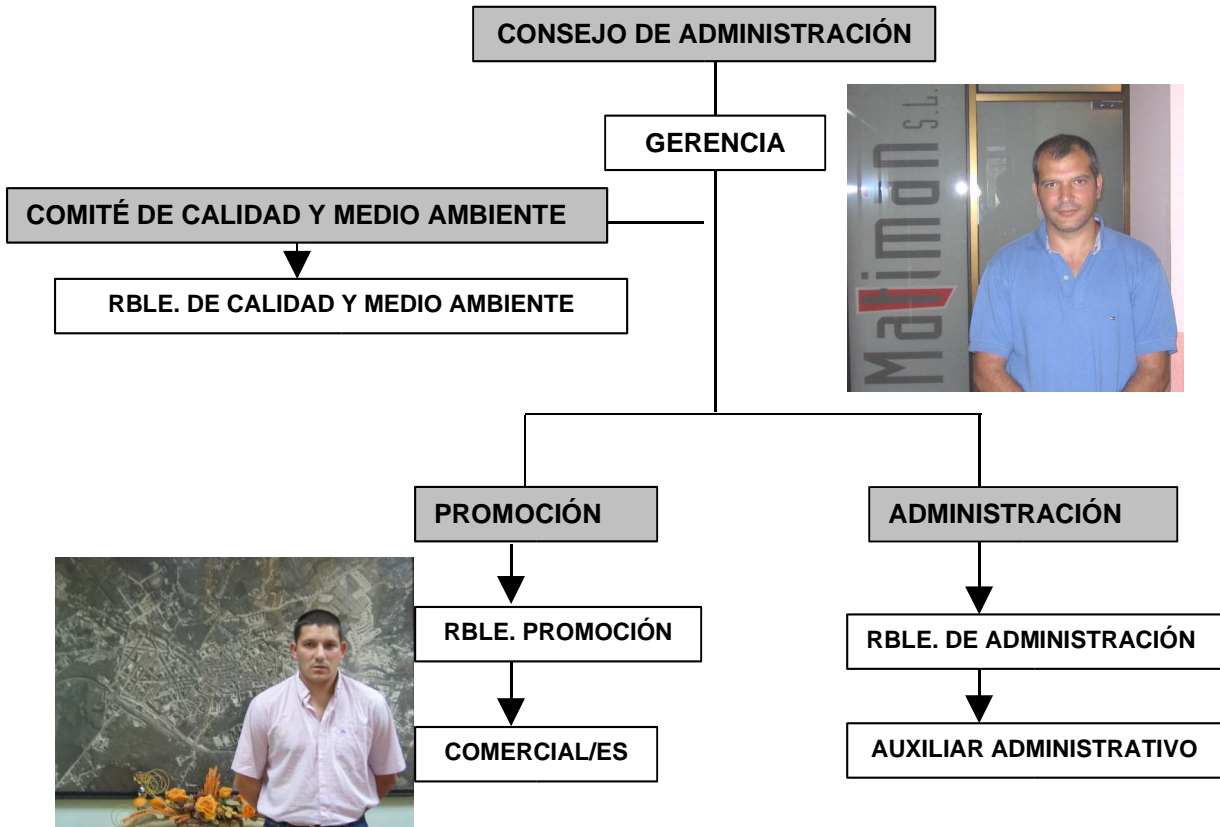 CONSEJO DE ADMINISTRACIÓN
GERENCIA
Matiman S.L.
COMITÉ DE CALIDAD Y MEDIO AMBIENTE
RBLE. DE CALIDAD Y MEDIO AMBIENTE
PROMOCIÓN
ADMINISTRACIÓN
RBLE. PROMOCIÓN
RBLE. DE ADMINISTRACIÓN
COMERCIAL/ES
AUXILIAR ADMINISTRATIVO